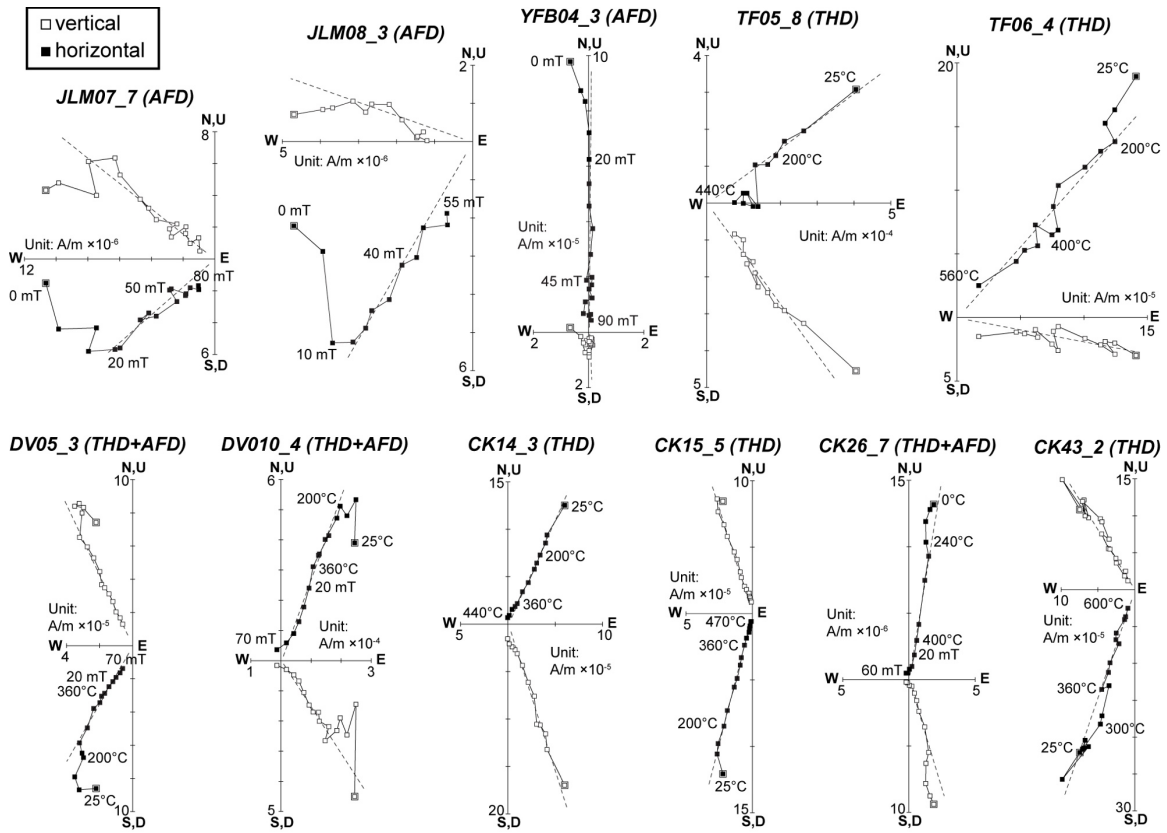 vertical
horizontal
JLM07_7 (AFD)
N,U
8
W
E
12
Unit: A/m ×10⁻⁶
0 mT
20 mT
50 mT
80 mT
6
S,D
JLM08_3 (AFD)
N,U
2
W
E
5
Unit: A/m ×10⁻⁶
0 mT
10 mT
40 mT
55 mT
6
S,D
YFB04_3 (AFD)
N,U
10
0 mT
20 mT
Unit:
A/m ×10⁻⁵
45 mT
90 mT
W
E
2
2
2
S,D
TF05_8 (THD)
N,U
4
25°C
200°C
440°C
W
E
5
Unit: A/m ×10⁻⁴
5
S,D
TF06_4 (THD)
N,U
20
25°C
200°C
400°C
560°C
Unit: A/m ×10⁻⁵
W
E
15
5
S,D
DV05_3 (THD+AFD)
N,U
10
Unit:
A/m ×10⁻⁵
W
E
4
70 mT
20 mT
360°C
200°C
25°C
10
S,D
DV010_4 (THD+AFD)
N,U
6
200°C
25°C
360°C
20 mT
Unit:
A/m ×10⁻⁴
70 mT
W
E
1
3
5
S,D
CK14_3 (THD)
N,U
15
25°C
200°C
360°C
440°C
W
E
5
10
Unit:
A/m ×10⁻⁵
20
S,D
CK15_5 (THD)
N,U
10
Unit:
A/m ×10⁻⁵
W
E
5
470°C
360°C
200°C
25°C
15
S,D
CK26_7 (THD+AFD)
N,U
15
0°C
240°C
Unit:
A/m ×10⁻⁶
400°C
20 mT
60 mT
W
E
5
5
10
S,D
CK43_2 (THD)
N,U
15
W
E
10
600°C
Unit:
A/m ×10⁻⁵
360°C
300°C
25°C
30
S,D